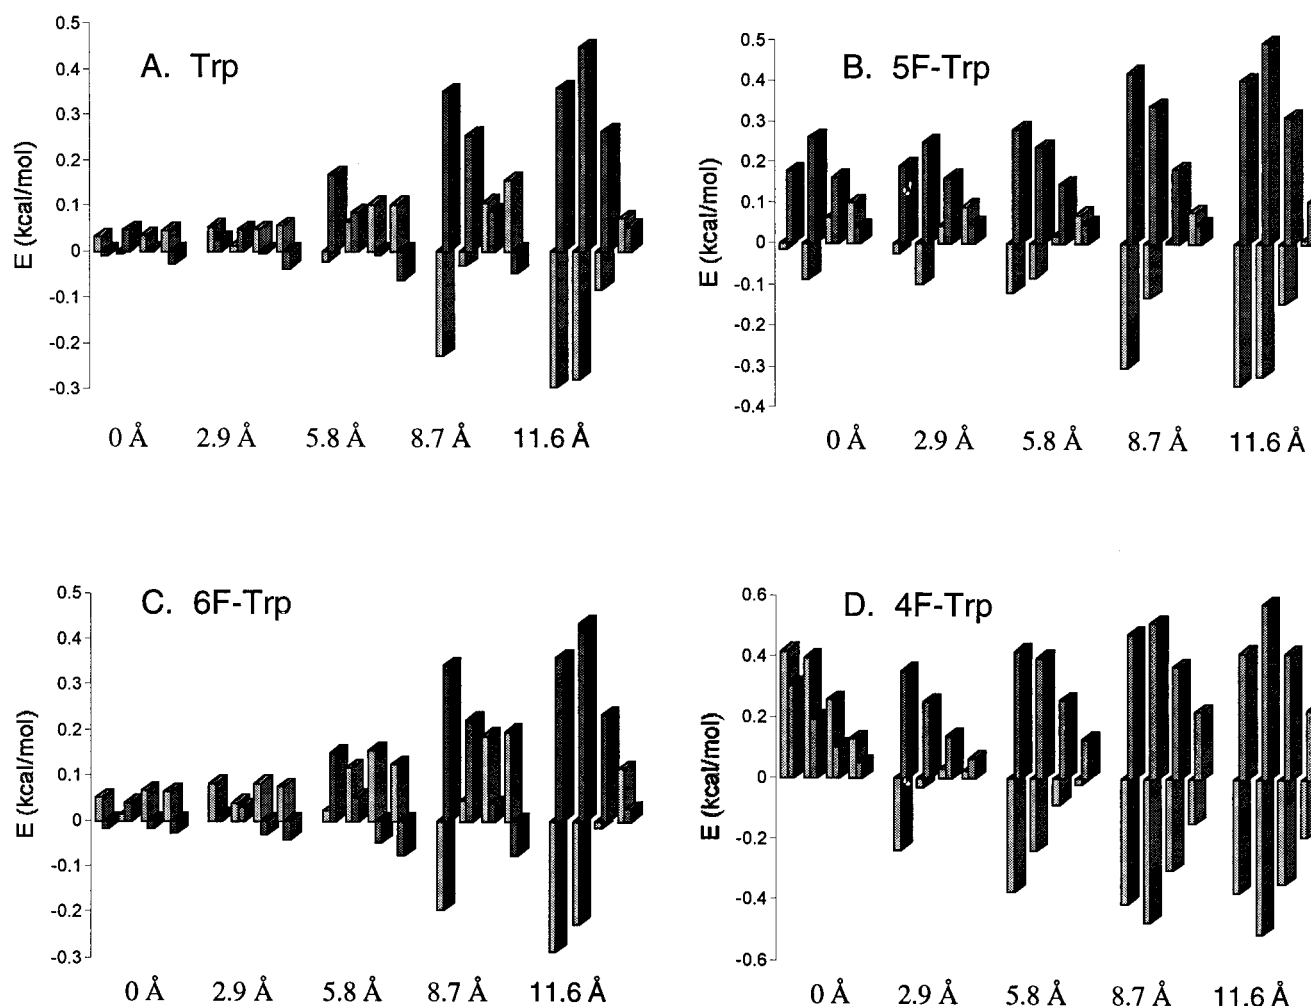 A. Trp
E (kcal/mol)
0.5
0.4
0.3
0.2
0.1
0
-0.1
-0.2
-0.3
0 Å 2.9 Å 5.8 Å 8.7 Å 11.6 Å
B. 5F-Trp
E (kcal/mol)
0.5
0.4
0.3
0.2
0.1
0
-0.1
-0.2
-0.3
-0.4
0 Å 2.9 Å 5.8 Å 8.7 Å 11.6 Å
C. 6F-Trp
E (kcal/mol)
0.5
0.4
0.3
0.2
0.1
0
-0.1
-0.2
-0.3
0 Å 2.9 Å 5.8 Å 8.7 Å 11.6 Å
D. 4F-Trp
E (kcal/mol)
0.6
0.4
0.2
0
-0.2
-0.4
-0.6
0 Å 2.9 Å 5.8 Å 8.7 Å 11.6 Å